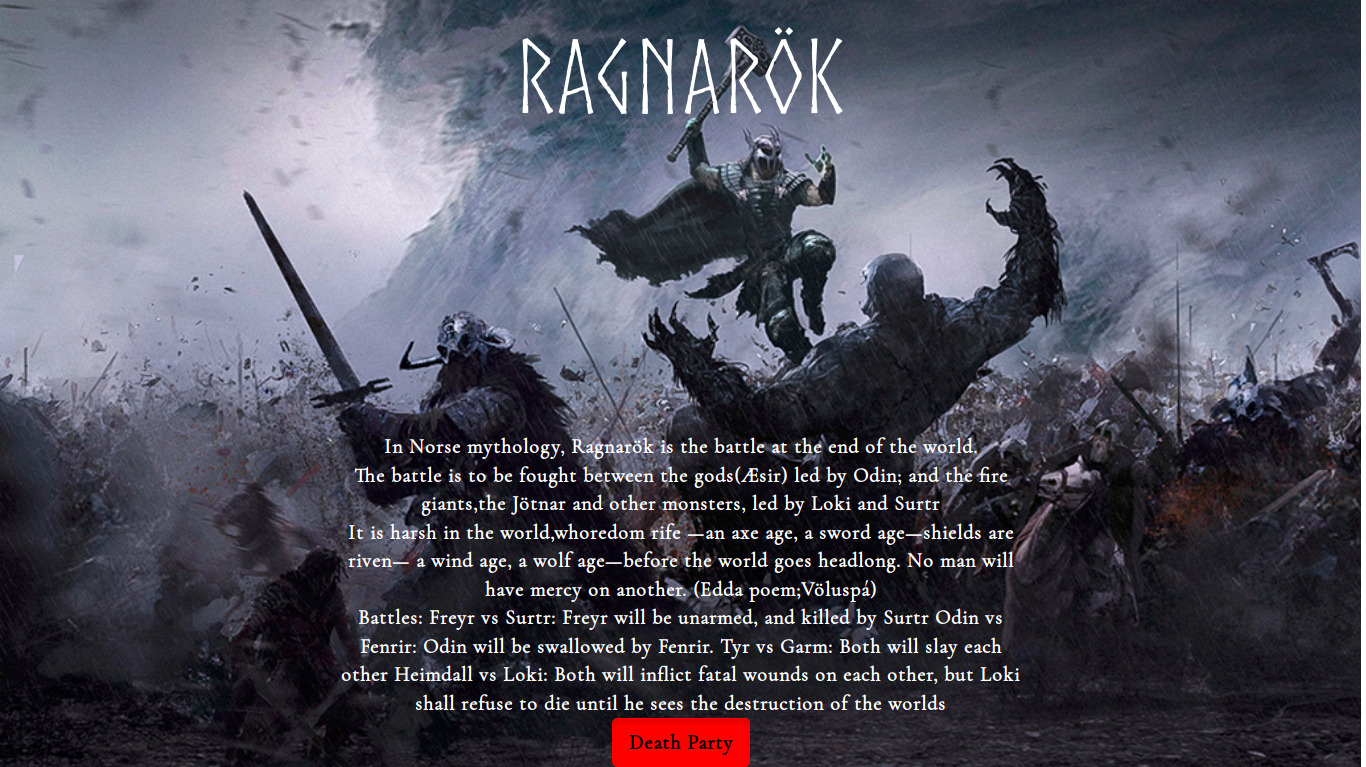 RAGNARÖK
In Norse mythology, Ragnarök is the battle at the end of the world.
The battle is to be fought between the gods(Æsir) led by Odin; and the fire
giants,the Jötnar and other monsters, led by Loki and Surtr
It is harsh in the world,whoredom rife —an axe age, a sword age—shields are
riven— a wind age, a wolf age—before the world goes headlong. No man will
have mercy on another. (Edda poem;Völuspá)
Battles: Freyr vs Surtr: Freyr will be unarmed, and killed by Surtr Odin vs
Fenrir: Odin will be swallowed by Fenrir. Tyr vs Garm: Both will slay each
other Heimdall vs Loki: Both will inflict fatal wounds on each other, but Loki
shall refuse to die until he sees the destruction of the worlds
Death Party